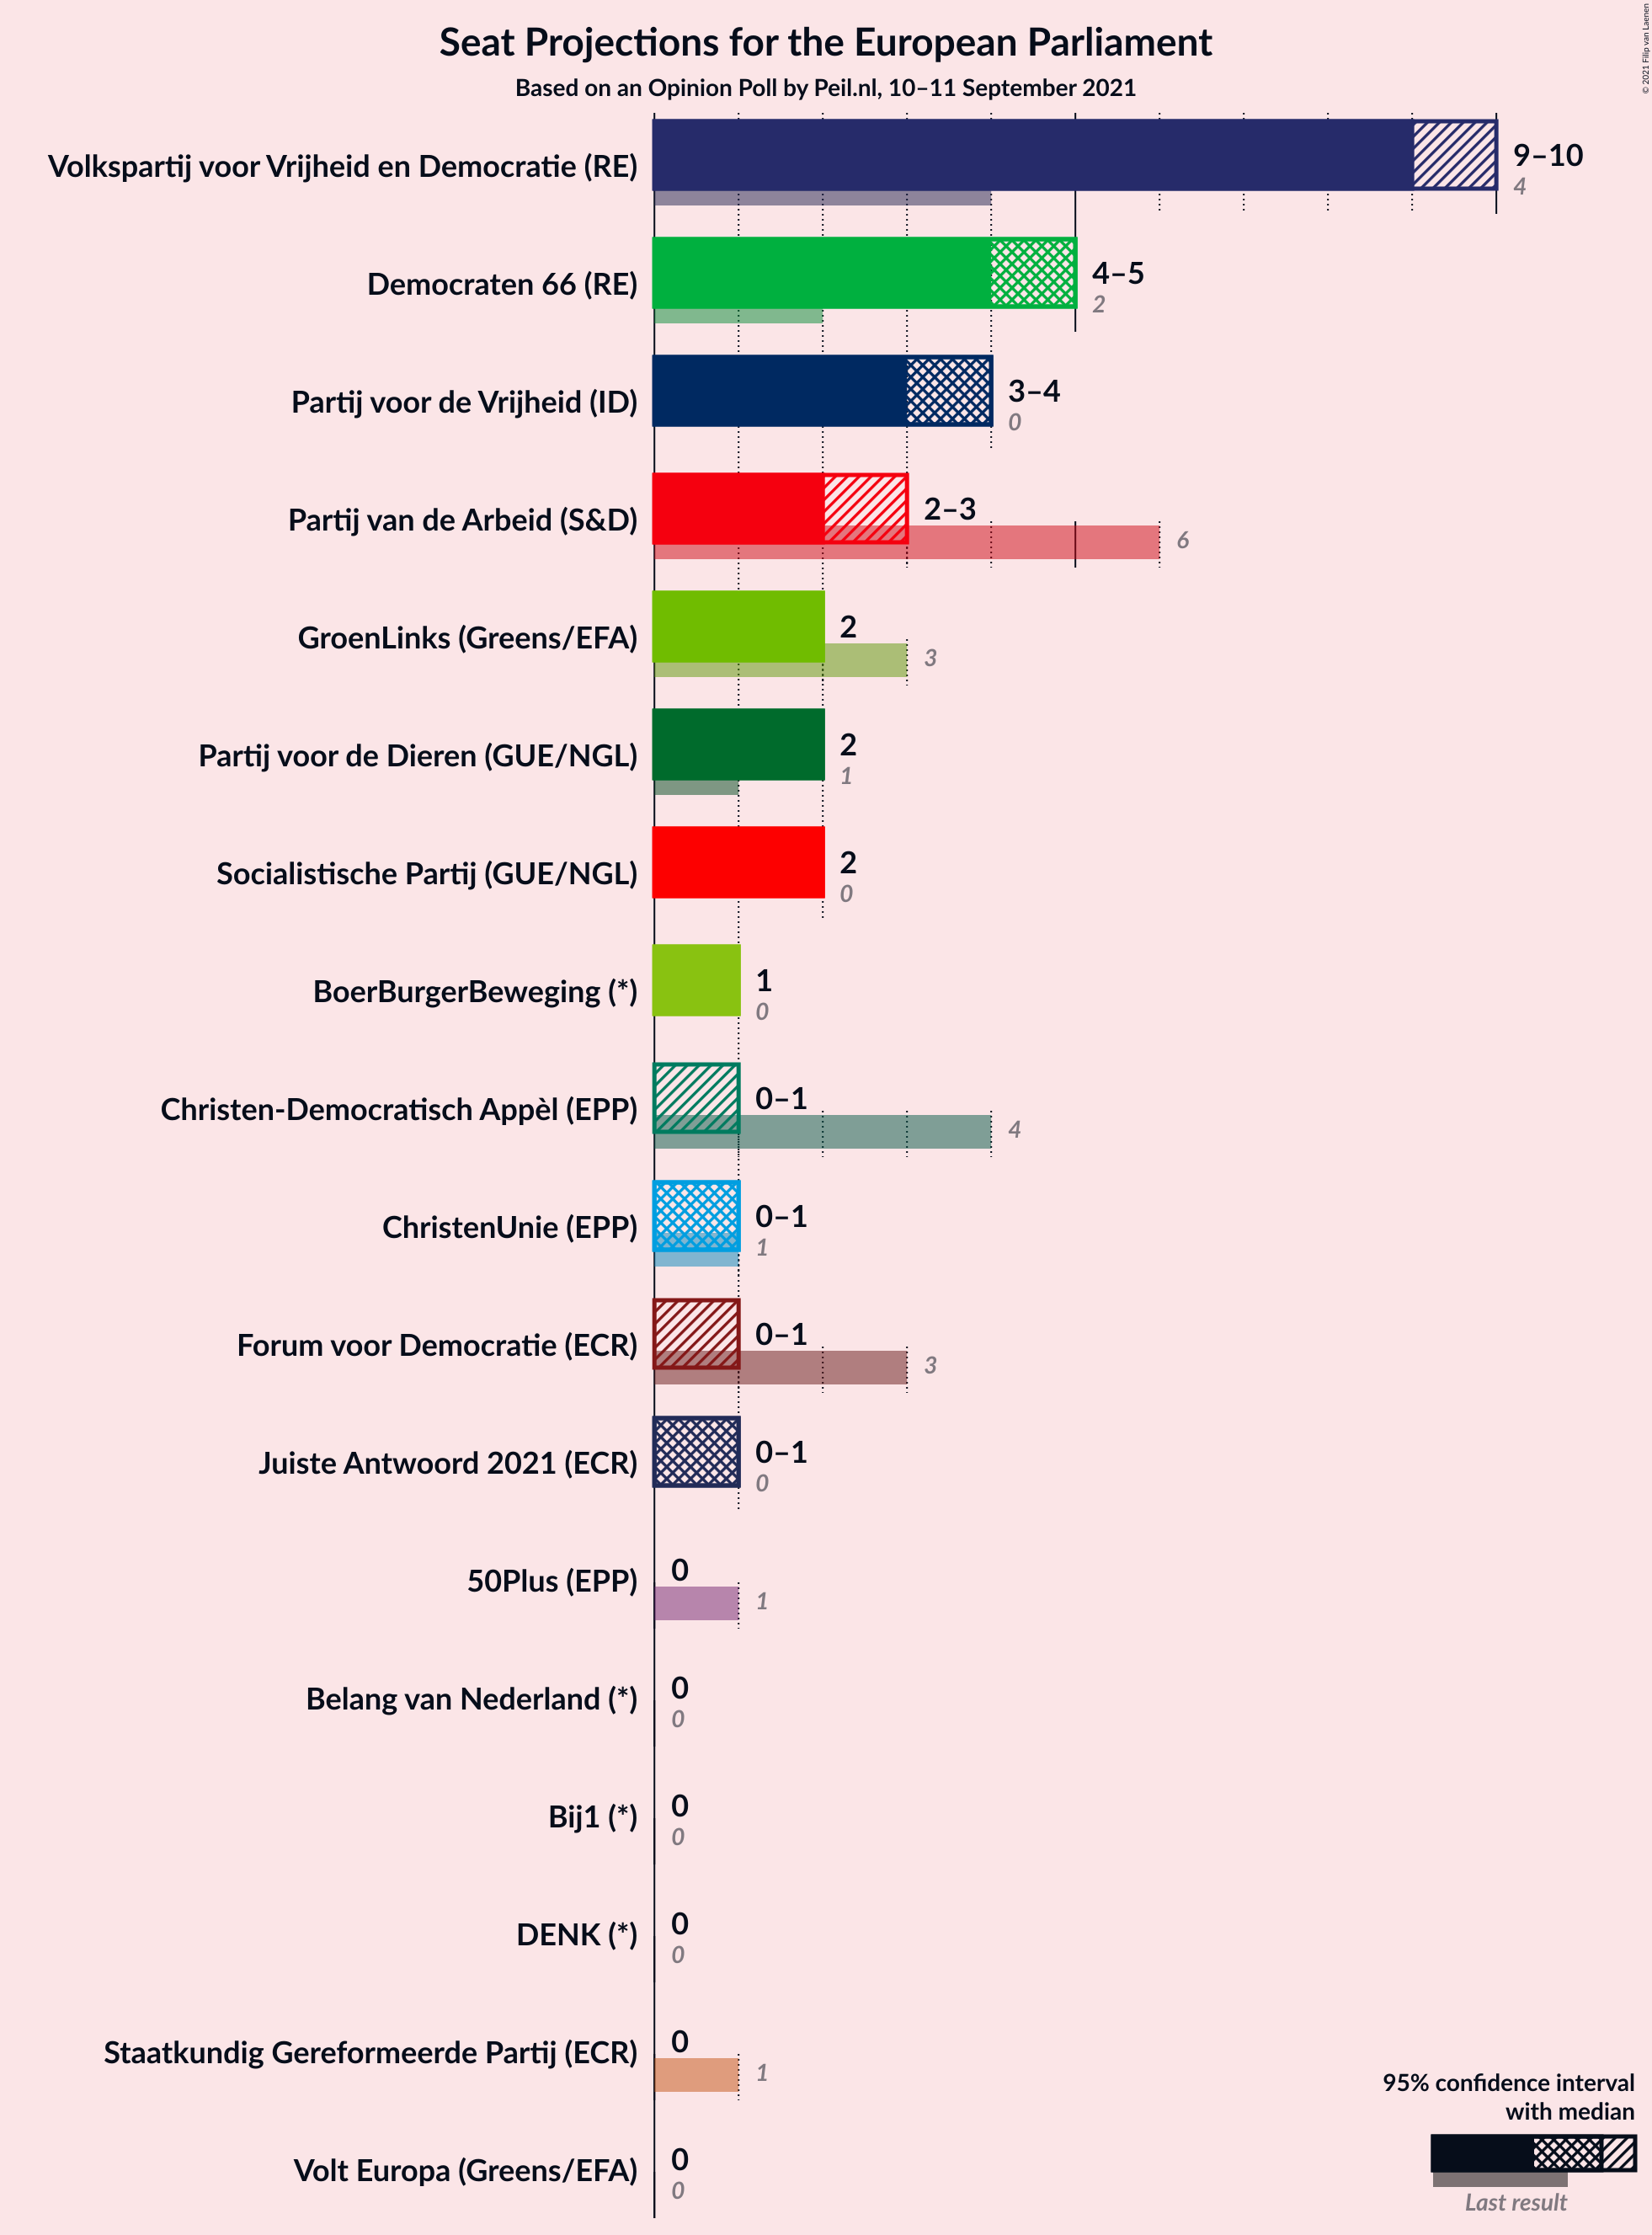 Seat Projections for the European Parliament
Based on an Opinion Poll by Peil.nl, 10–11 September 2021
© 2021 Filip van Laenen
Volkspartij voor Vrijheid en Democratie (RE)
9–10
4
Democraten 66 (RE)
4–5
2
Partij voor de Vrijheid (ID)
3–4
0
Partij van de Arbeid (S&D)
2–3
6
GroenLinks (Greens/EFA)
2
3
Partij voor de Dieren (GUE/NGL)
2
1
Socialistische Partij (GUE/NGL)
2
0
BoerBurgerBeweging (*)
1
0
Christen-Democratisch Appèl (EPP)
0–1
4
ChristenUnie (EPP)
0–1
1
Forum voor Democratie (ECR)
0–1
3
Juiste Antwoord 2021 (ECR)
0–1
0
50Plus (EPP)
0
1
Belang van Nederland (*)
0
0
Bij1 (*)
0
0
DENK (*)
0
0
Staatkundig Gereformeerde Partij (ECR)
0
1
Volt Europa (Greens/EFA)
0
0
95% confidence interval
with median
Last result